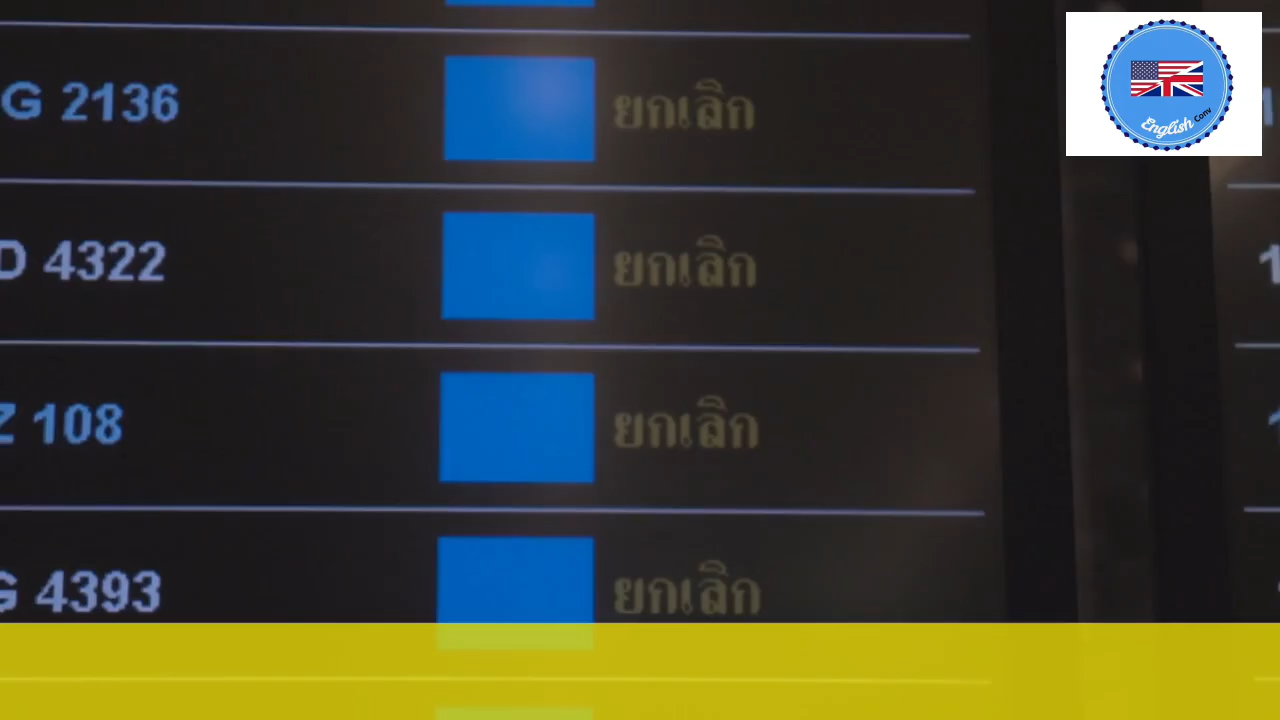 G 2136 ยกเลิก
D 4322 ยกเลิก
Z 108 ยกเลิก
G 4393 ยกเลิก
English Conv